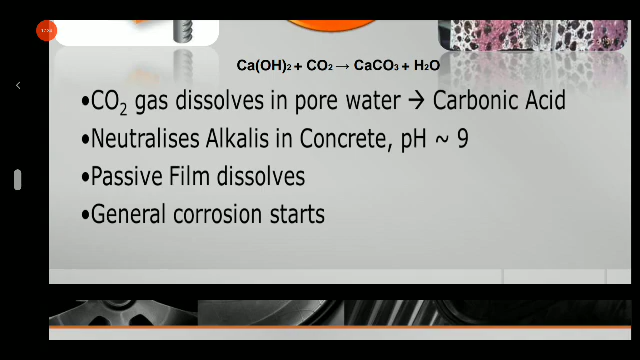 Ca(OH)₂ + CO₂ → CaCO₃ + H₂O
•CO₂ gas dissolves in pore water → Carbonic Acid
•Neutralises Alkalis in Concrete, pH ~ 9
•Passive Film dissolves
•General corrosion starts